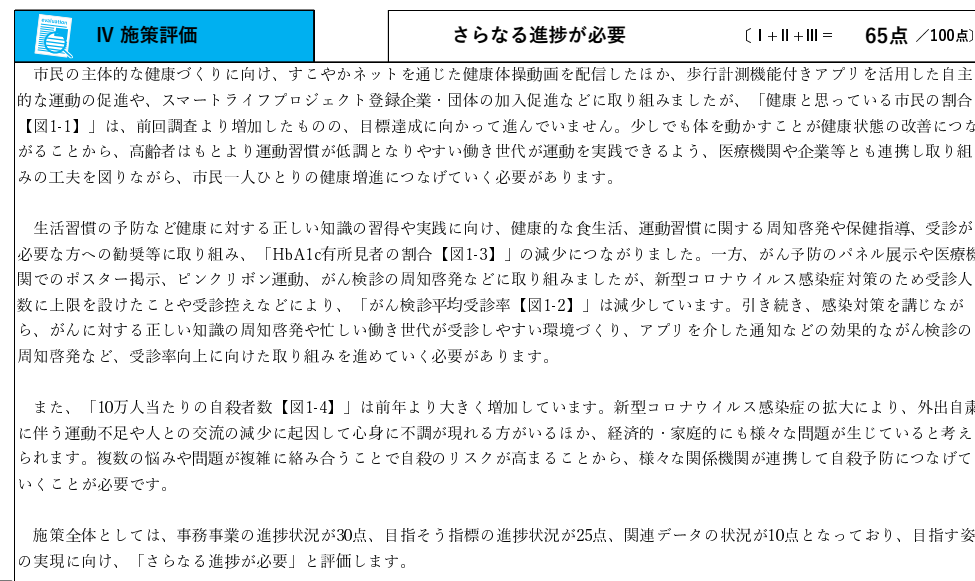 evaluation
Ⅳ 施策評価
さらなる進捗が必要
〔Ⅰ+Ⅱ+Ⅲ= 65点 ／100点〕
市民の主体的な健康づくりに向け、すこやかネットを通じた健康体操動画を配信したほか、歩行計測機能付きアプリを活用した自主
的な運動の促進や、スマートライフプロジェクト登録企業・団体の加入促進などに取り組みましたが、「健康と思っている市民の割合
【図1-1】」は、前回調査より増加したものの、目標達成に向かって進んでいません。少しでも体を動かすことが健康状態の改善につな
がることから、高齢者はもとより運動習慣が低調となりやすい働き世代が運動を実践できるよう、医療機関や企業等とも連携し取り組
みの工夫を図りながら、市民一人ひとりの健康増進につなげていく必要があります。
生活習慣の予防など健康に対する正しい知識の習得や実践に向け、健康的な食生活、運動習慣に関する周知啓発や保健指導、受診が
必要な方への勧奨等に取り組み、「HbA1c有所見者の割合【図1-3】」の減少につながりました。一方、がん予防のパネル展示や医療機
関でのポスター掲示、ピンクリボン運動、がん検診の周知啓発などに取り組みましたが、新型コロナウイルス感染症対策のため受診人
数に上限を設けたことや受診控えなどにより、「がん検診平均受診率【図1-2】」は減少しています。引き続き、感染対策を講じなが
ら、がんに対する正しい知識の周知啓発や忙しい働き世代が受診しやすい環境づくり、アプリを介した通知などの効果的ながん検診の
周知啓発など、受診率向上に向けた取り組みを進めていく必要があります。
また、「10万人当たりの自殺者数【図1-4】」は前年より大きく増加しています。新型コロナウイルス感染症の拡大により、外出自粛
に伴う運動不足や人との交流の減少に起因して心身に不調が現れる方がいるほか、経済的・家庭的にも様々な問題が生じていると考え
られます。複数の悩みや問題が複雑に絡み合うことで自殺のリスクが高まることから、様々な関係機関が連携して自殺予防につなげて
いくことが必要です。
施策全体としては、事務事業の進捗状況が30点、目指そう指標の進捗状況が25点、関連データの状況が10点となっており、目指す姿
の実現に向け、「さらなる進捗が必要」と評価します。